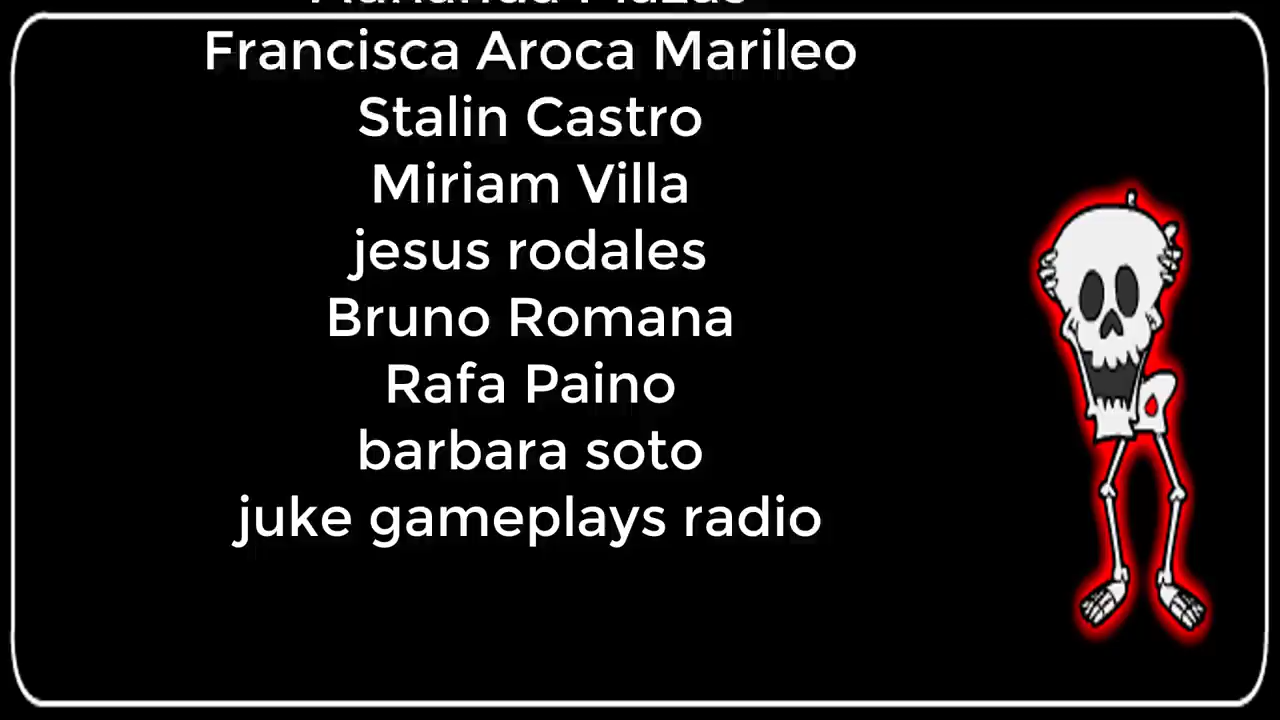 Francisca Aroca Marileo
Stalin Castro
Miriam Villa
jesus rodales
Bruno Romana
Rafa Paino
barbara soto
juke gameplays radio